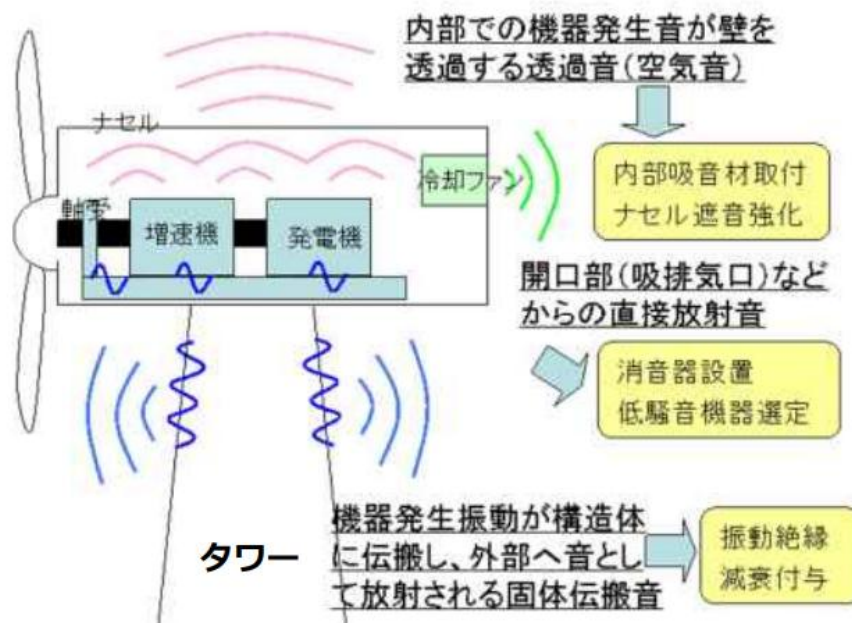 内部での機器発生音が壁を
透過する透過音(空気音)
ナセル
冷却ファン
内部吸音材取付
ナセル遮音強化
軸受
増速機
発電機
開口部(吸排気口)など
からの直接放射音
消音器設置
低騒音機器選定
機器発生振動が構造体
に伝搬し、外部へ音とし
て放射される固体伝搬音
タワー
振動絶縁
減衰付与